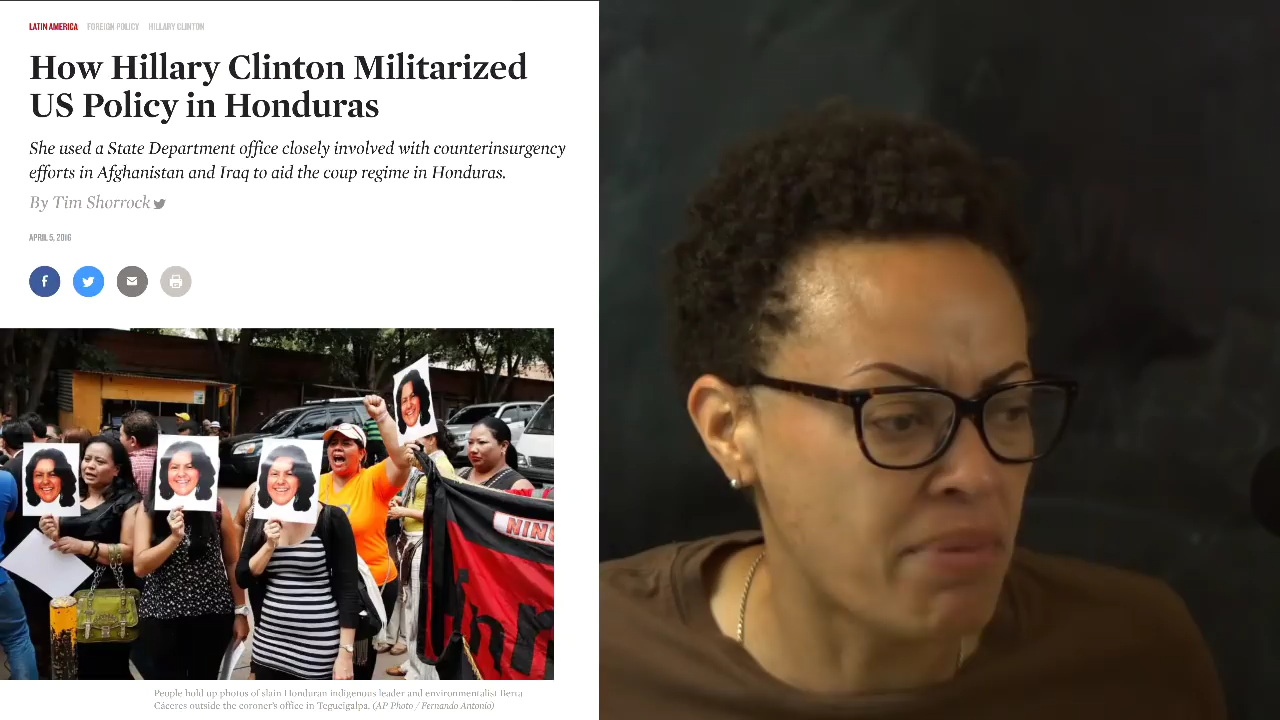 LATIN AMERICA FOREIGN POLICY HILLARY CLINTON
How Hillary Clinton Militarized
US Policy in Honduras
She used a State Department office closely involved with counterinsurgency
efforts in Afghanistan and Iraq to aid the coup regime in Honduras.
By Tim Shorrock
APRIL 5, 2016
NING
People hold up photos of slain Honduran indigenous leader and environmentalist Berta
Cáceres outside the coroner's office in Tegucigalpa. (AP Photo / Fernando Antonio)